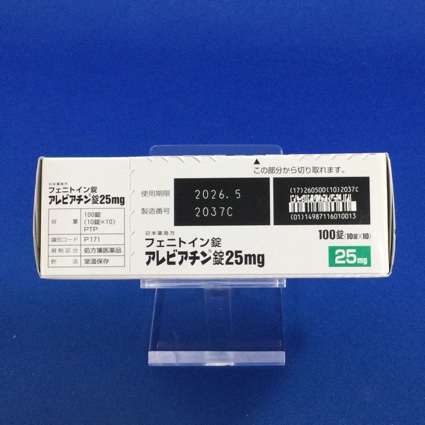 日本薬局方
フェニトイン錠
アレビアチン錠25mg
容量 100錠
(10錠×10)
PTP
識別コード P171
規制区分 処方箋医薬品
貯法 室温保存
この部分から切り取れます。
使用期限 2026.5
製造番号 2037C
(17)260500(10)2037C
(01)14987116010013
日本薬局方
フェニトイン錠
アレビアチン錠25mg
100錠(10錠×10)
25mg